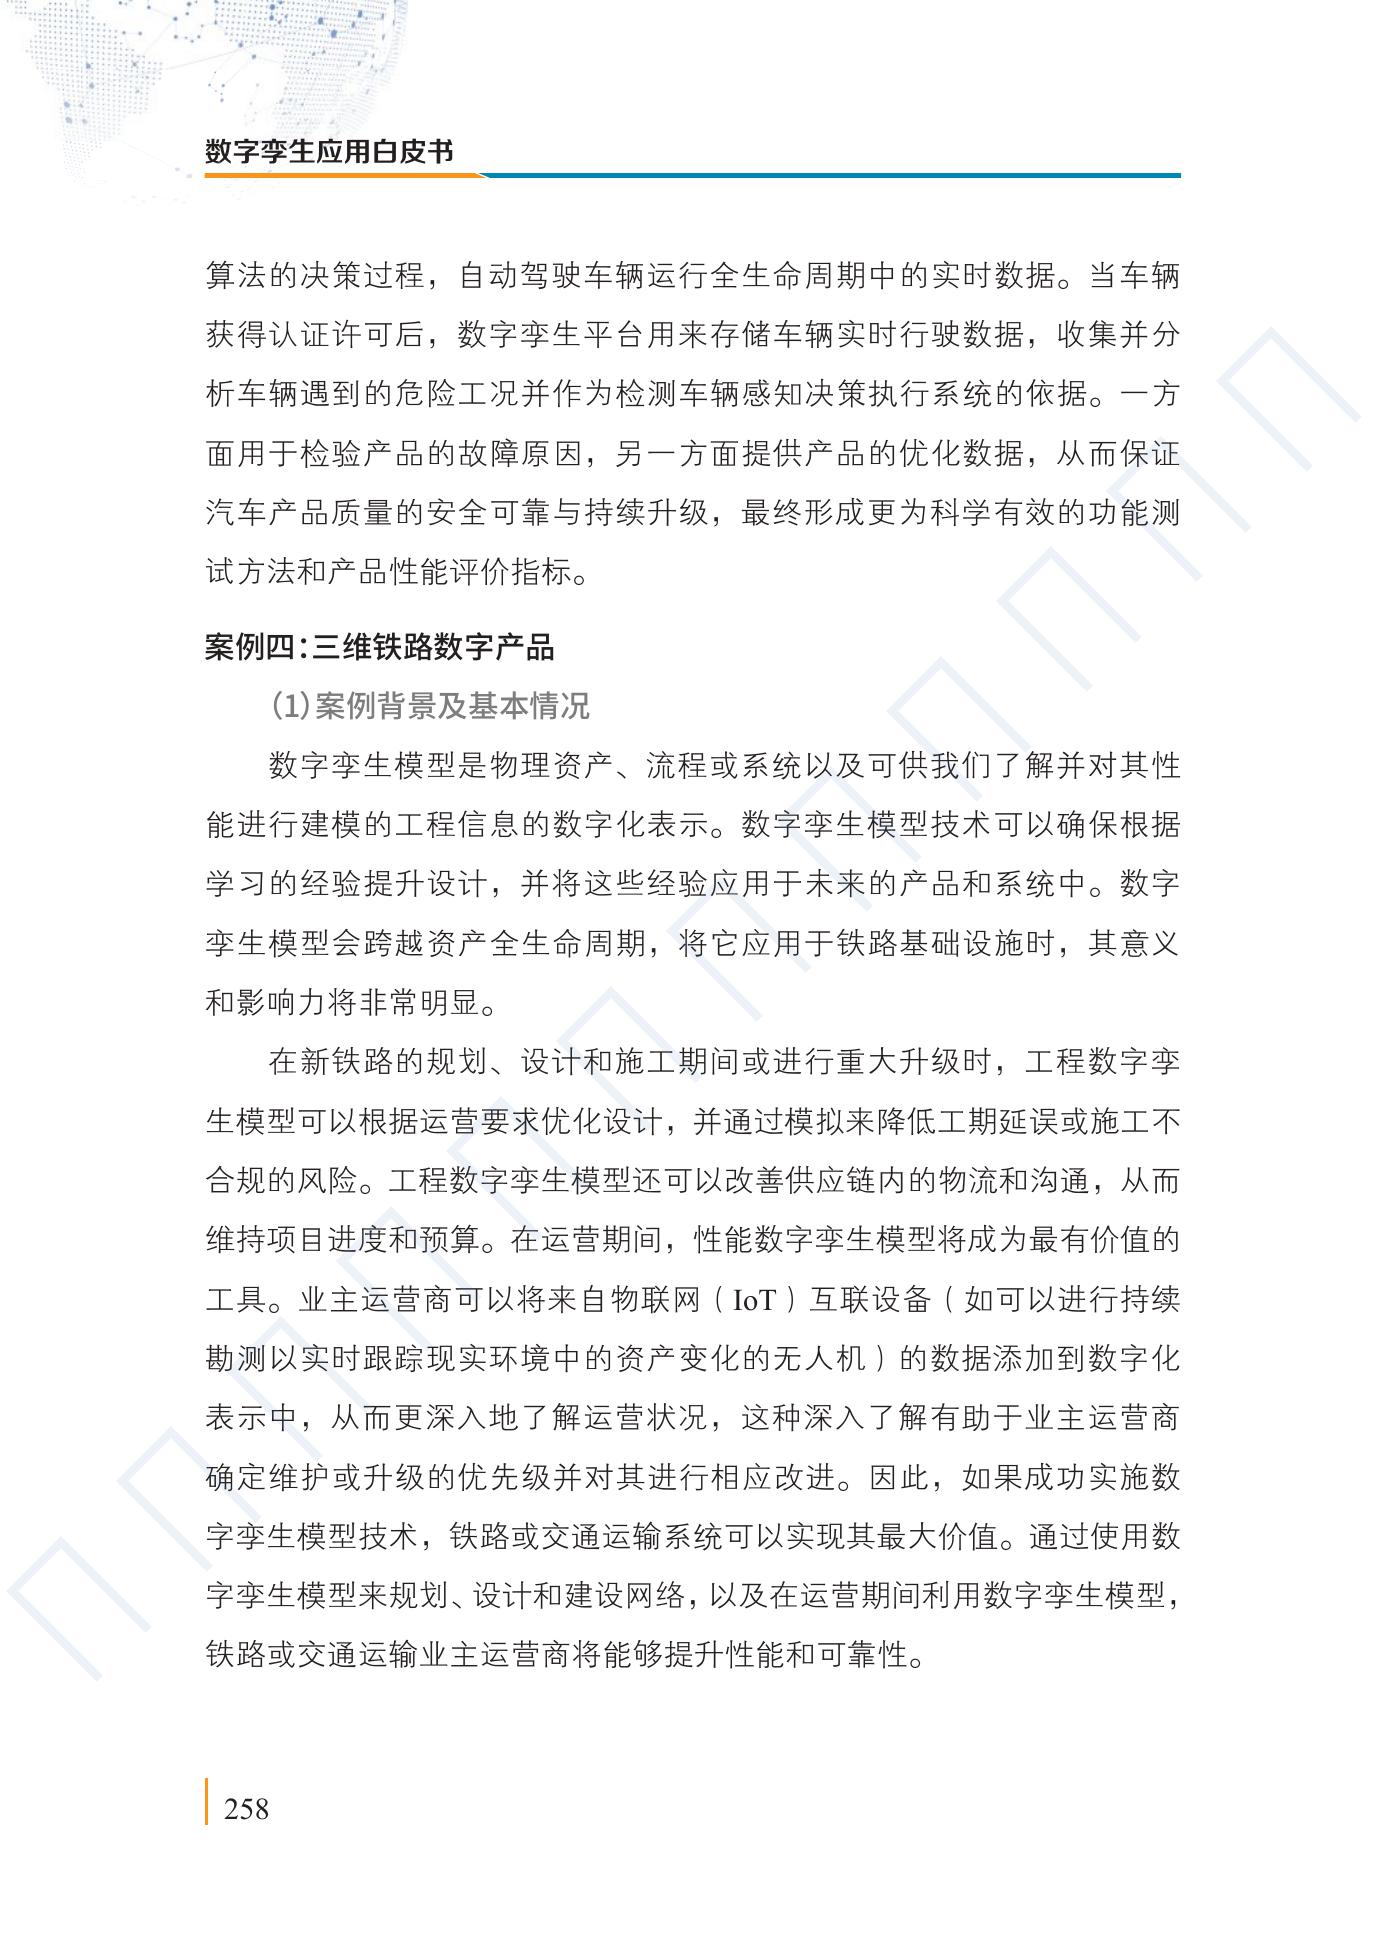 数字孪生应用白皮书
算法的决策过程，自动驾驶车辆运行全生命周期中的实时数据。当车辆
获得认证许可后，数字孪生平台用来存储车辆实时行驶数据，收集并分
析车辆遇到的危险工况并作为检测车辆感知决策执行系统的依据。一方
面用于检验产品的故障原因，另一方面提供产品的优化数据，从而保证
汽车产品质量的安全可靠与持续升级，最终形成更为科学有效的功能测
试方法和产品性能评价指标。
案例四：三维铁路数字产品
（1）案例背景及基本情况
数字孪生模型是物理资产、流程或系统以及可供我们了解并对其性
能进行建模的工程信息的数字化表示。数字孪生模型技术可以确保根据
学习的经验提升设计，并将这些经验应用于未来的产品和系统中。数字
孪生模型会跨越资产全生命周期，将它应用于铁路基础设施时，其意义
和影响力将非常明显。
在新铁路的规划、设计和施工期间或进行重大升级时，工程数字孪
生模型可以根据运营要求优化设计，并通过模拟来降低工期延误或施工不
合规的风险。工程数字孪生模型还可以改善供应链内的物流和沟通，从而
维持项目进度和预算。在运营期间，性能数字孪生模型将成为最有价值的
工具。业主运营商可以将来自物联网（IoT）互联设备（如可以进行持续
勘测以实时跟踪现实环境中的资产变化的无人机）的数据添加到数字化
表示中，从而更深入地了解运营状况，这种深入了解有助于业主运营商
确定维护或升级的优先级并对其进行相应改进。因此，如果成功实施数
字孪生模型技术，铁路或交通运输系统可以实现其最大价值。通过使用数
字孪生模型来规划、设计和建设网络，以及在运营期间利用数字孪生模型，
铁路或交通运输业主运营商将能够提升性能和可靠性。
258